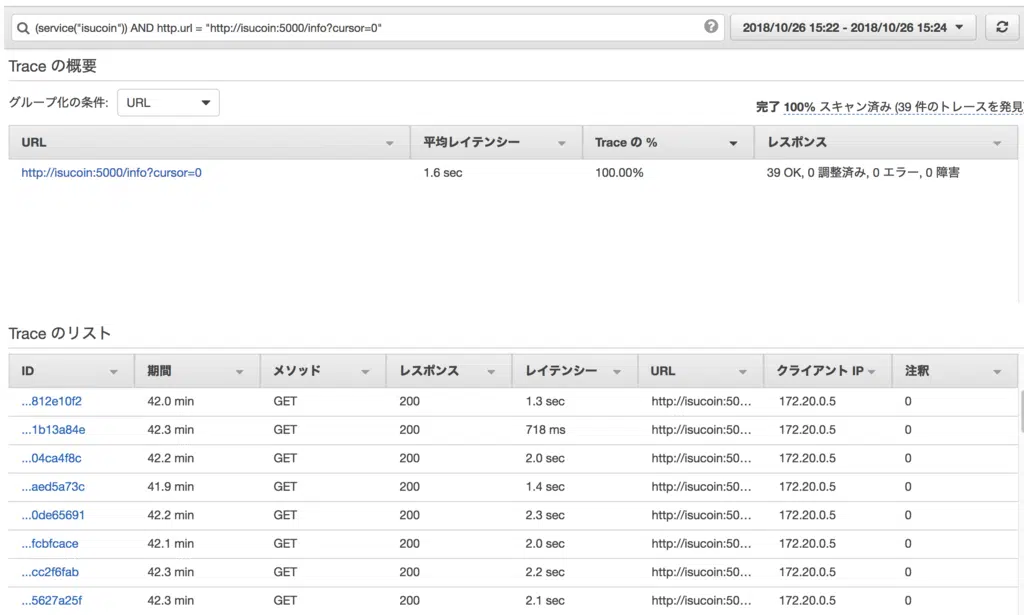 (service("isucoin")) AND http.url = "http://isucoin:5000/info?cursor=0" ? 2018/10/26 15:22 - 2018/10/26 15:24
Trace の概要
グループ化の条件: URL
完了 100% スキャン済み (39 件のトレースを発見
URL 平均レイテンシー Trace の % レスポンス
http://isucoin:5000/info?cursor=0 1.6 sec 100.00% 39 OK, 0 調整済み, 0 エラー, 0 障害
Trace のリスト
ID 期間 メソッド レスポンス レイテンシー URL クライアント IP 注釈
...812e10f2 42.0 min GET 200 1.3 sec http://isucoin:50... 172.20.0.5 0
...1b13a84e 42.3 min GET 200 718 ms http://isucoin:50... 172.20.0.5 0
...04ca4f8c 42.2 min GET 200 2.0 sec http://isucoin:50... 172.20.0.5 0
...aed5a73c 41.9 min GET 200 1.4 sec http://isucoin:50... 172.20.0.5 0
...0de65691 42.2 min GET 200 2.3 sec http://isucoin:50... 172.20.0.5 0
...fcbfcace 42.1 min GET 200 2.0 sec http://isucoin:50... 172.20.0.5 0
...cc2f6fab 42.3 min GET 200 2.2 sec http://isucoin:50... 172.20.0.5 0
...5627a25f 42.3 min GET 200 2.1 sec http://isucoin:50... 172.20.0.5 0